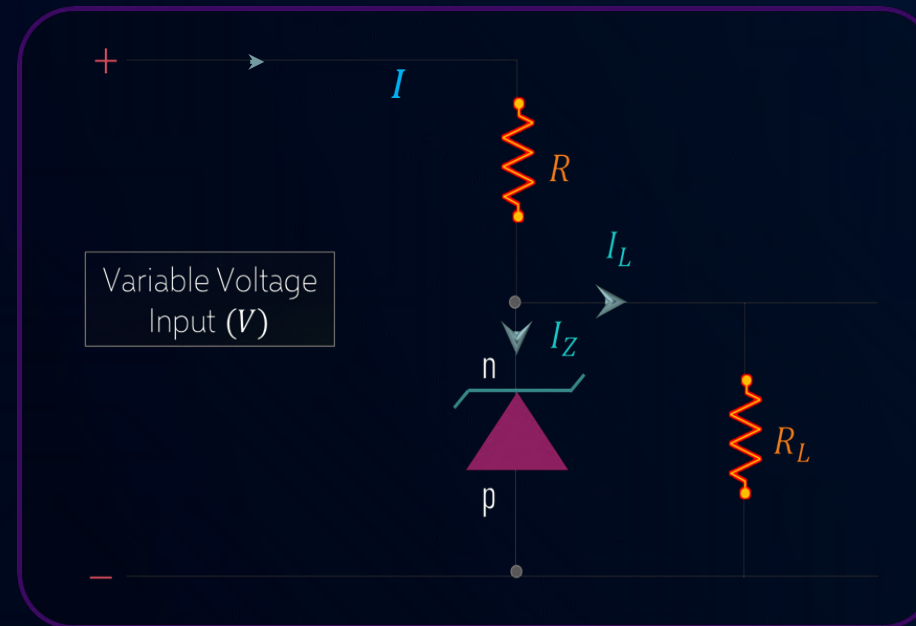 +
I
R
I_L
Variable Voltage
Input (V)
I_Z
n
R_L
p
−